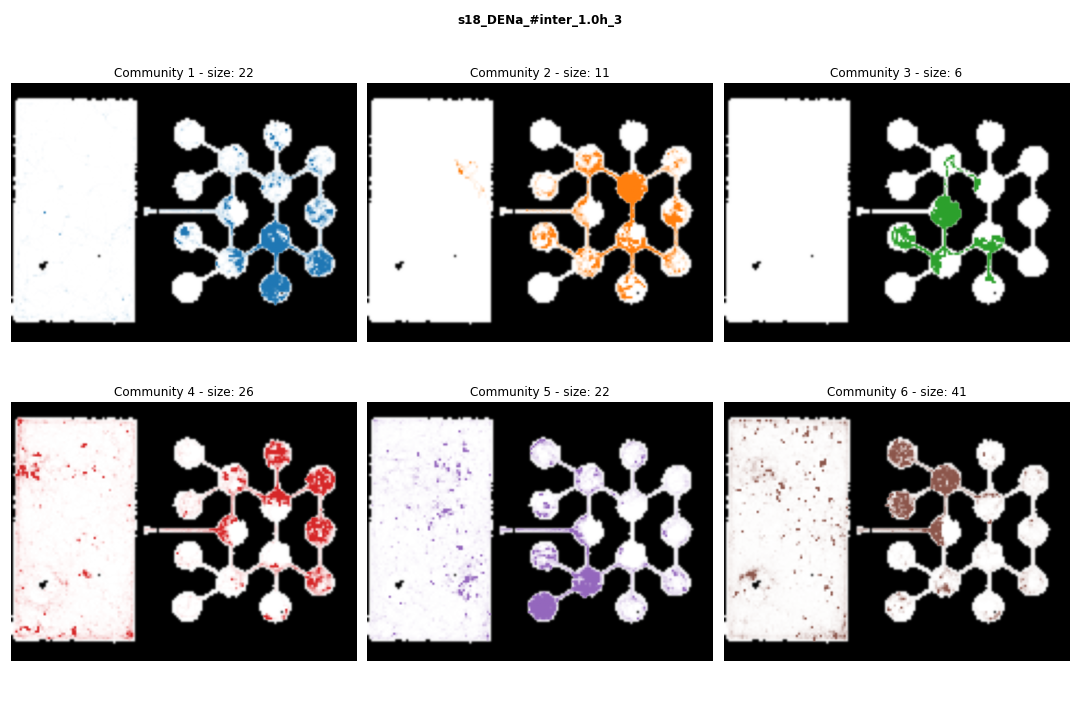 s18_DENa_#inter_1.0h_3
Community 1 - size: 22
Community 2 - size: 11
Community 3 - size: 6
Community 4 - size: 26
Community 5 - size: 22
Community 6 - size: 41